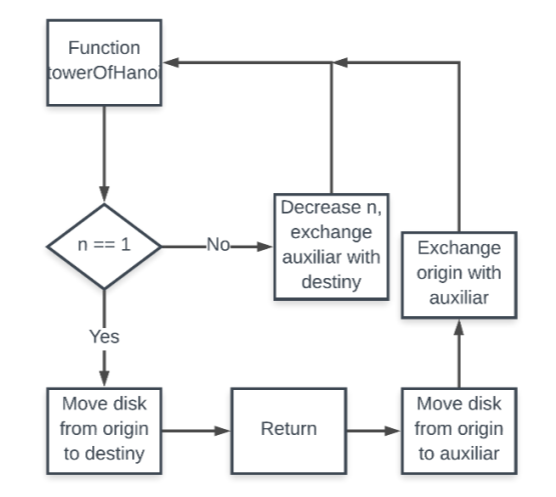 Function
towerOfHanoi
n == 1
No
Decrease n,
exchange
auxiliar with
destiny
Exchange
origin with
auxiliar
Yes
Move disk
from origin
to destiny
Return
Move disk
from origin
to auxiliar